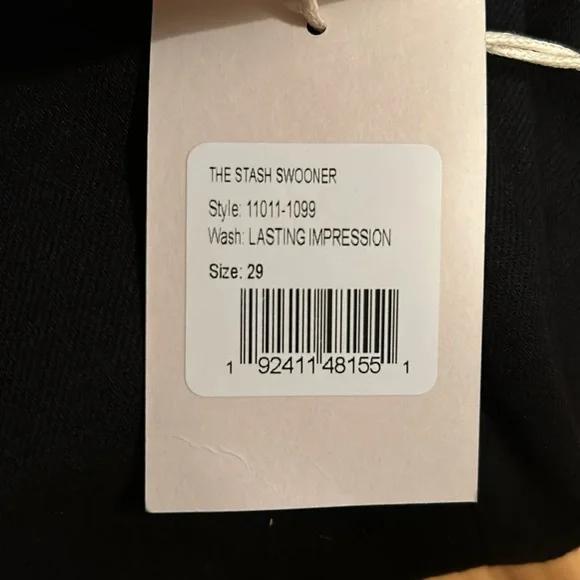 THE STASH SWOONER
Style: 11011-1099
Wash: LASTING IMPRESSION
Size: 29
1 92411 48155 1